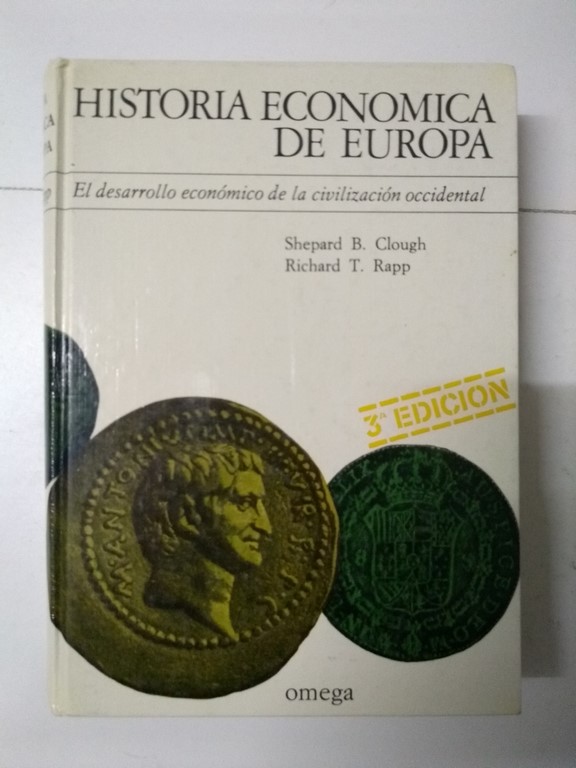 HISTORIA ECONOMICA
DE EUROPA
El desarrollo económico de la civilización occidental
Shepard B. Clough
Richard T. Rapp
3ª EDICION
omega